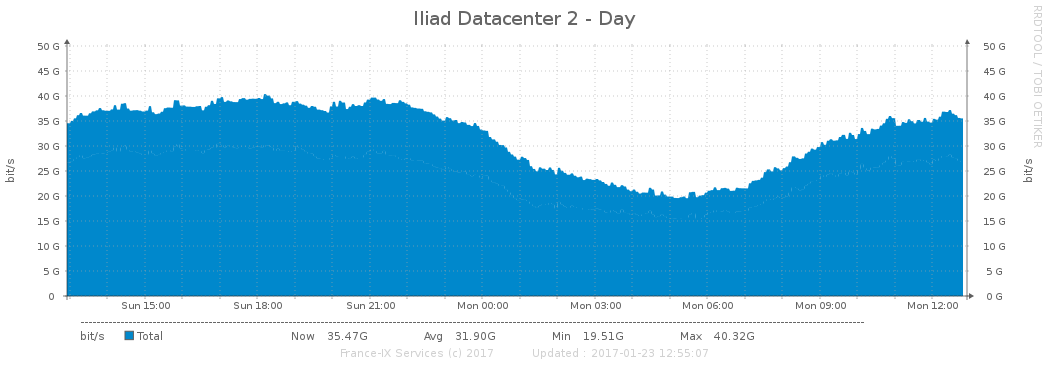 Iliad Datacenter 2 - Day
RRDTOOL / TOBI OETIKER
50 G 50 G
45 G 45 G
40 G 40 G
35 G 35 G
30 G 30 G
25 G 25 G
20 G 20 G
15 G 15 G
10 G 10 G
5 G 5 G
0 0 G
bit/s bit/s
Sun 15:00 Sun 18:00 Sun 21:00 Mon 00:00 Mon 03:00 Mon 06:00 Mon 09:00 Mon 12:00
bit/s Total Now 35.47G Avg 31.90G Min 19.51G Max 40.32G
France-IX Services (c) 2017 Updated : 2017-01-23 12:55:07